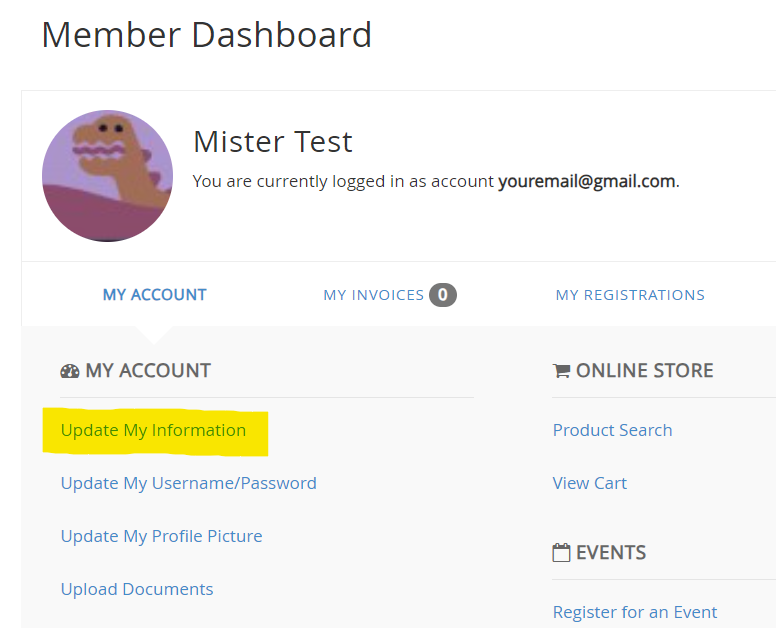 Member Dashboard
Mister Test
You are currently logged in as account youremail@gmail.com.
MY ACCOUNT
MY INVOICES 0
MY REGISTRATIONS
MY ACCOUNT
Update My Information
Update My Username/Password
Update My Profile Picture
Upload Documents
ONLINE STORE
Product Search
View Cart
EVENTS
Register for an Event